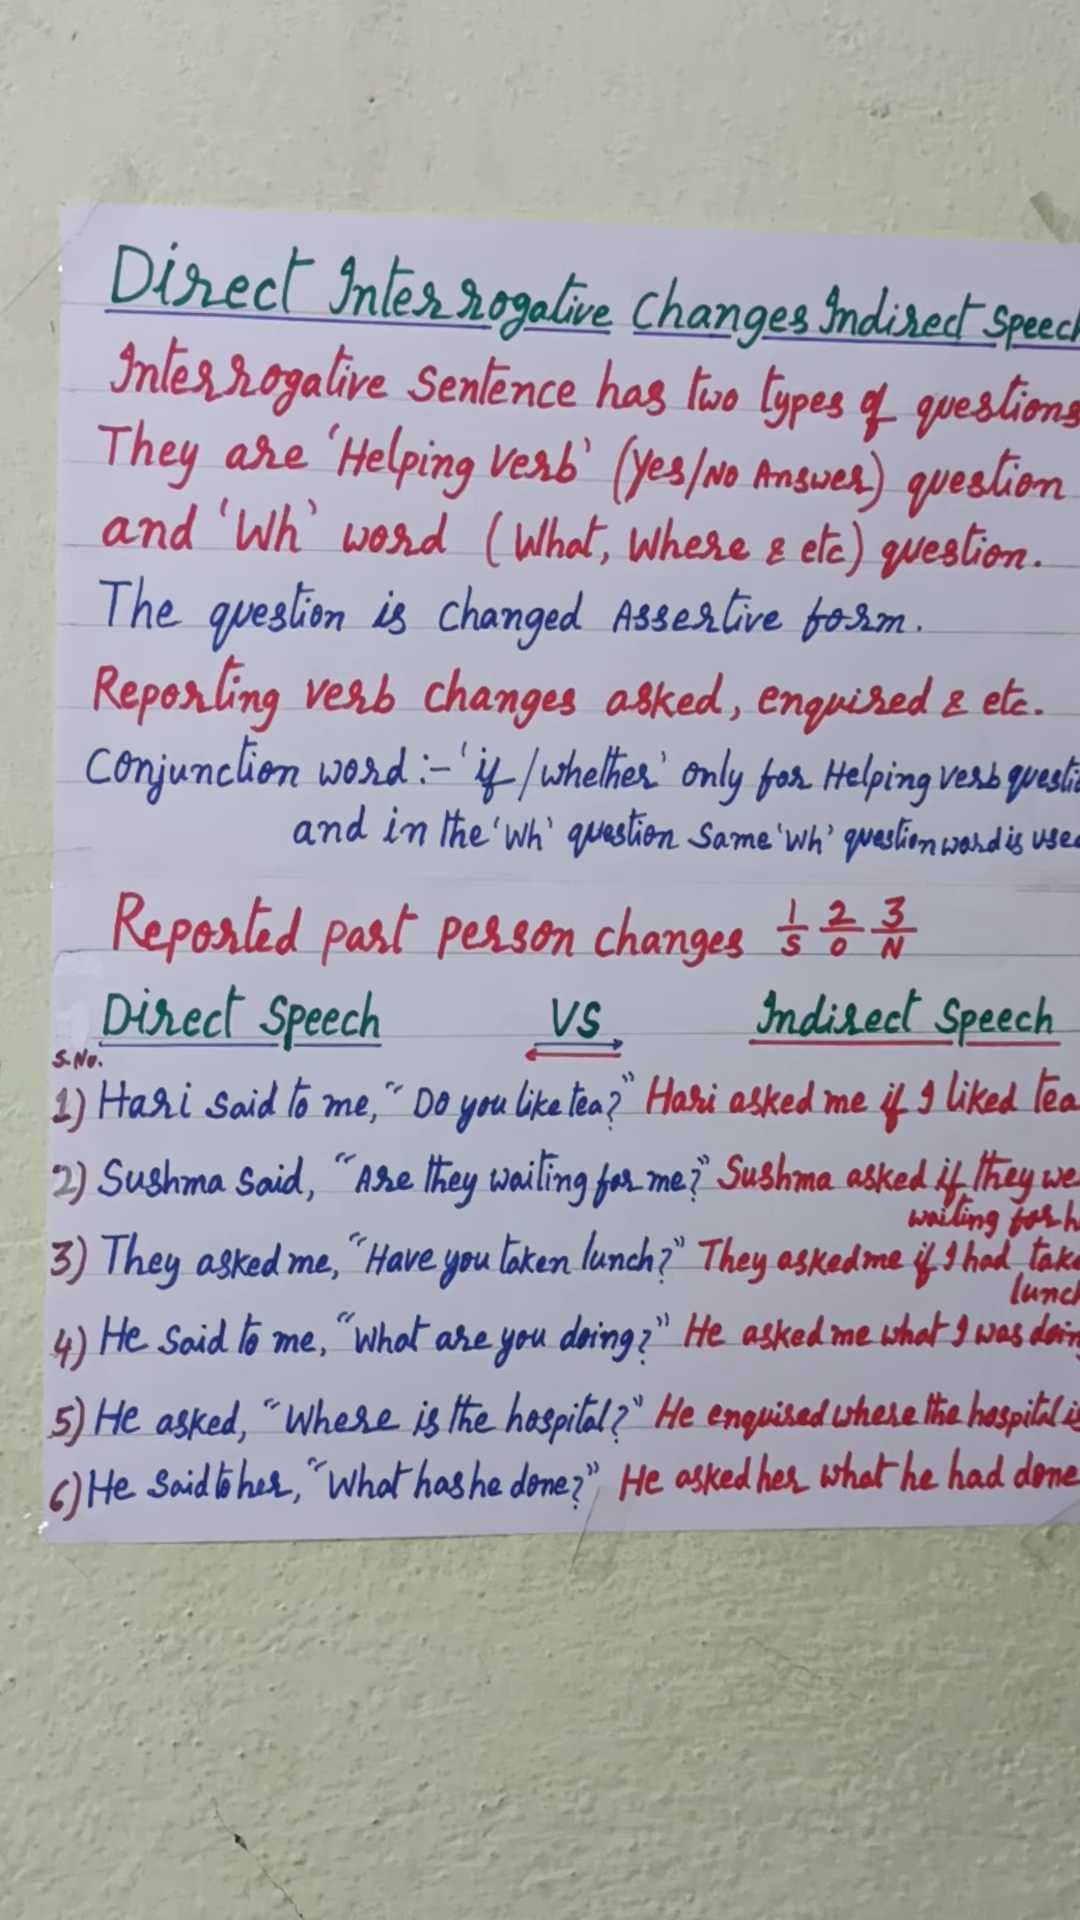 Direct Interrogative Changes Indirect Speech
Interrogative Sentence has two types of questions
They are 'Helping verb' (Yes/No Answer) question
and 'Wh' word (What, Where & etc) question.
The question is changed Assertive form.
Reporting verb changes asked, enquired & etc.
Conjunction word :- 'if/whether' only for Helping verb
and in the 'Wh' question Same 'Wh' question word is
Reported part person changes 1/S 2/O 3/N
Direct Speech VS Indirect Speech
S.No.
1) Hari said to me, "Do you like tea?" Hari asked me if I liked tea
2) Sushma said, "Are they waiting for me?" Sushma asked if they
waiting for
3) They asked me, "Have you taken lunch?" They asked me if I had
lunch
4) He said to me, "What are you doing?" He asked me what I was
5) He asked, "Where is the hospital?" He enquired where the hospital
6) He said to her, "What has he done?" He asked her what he had done